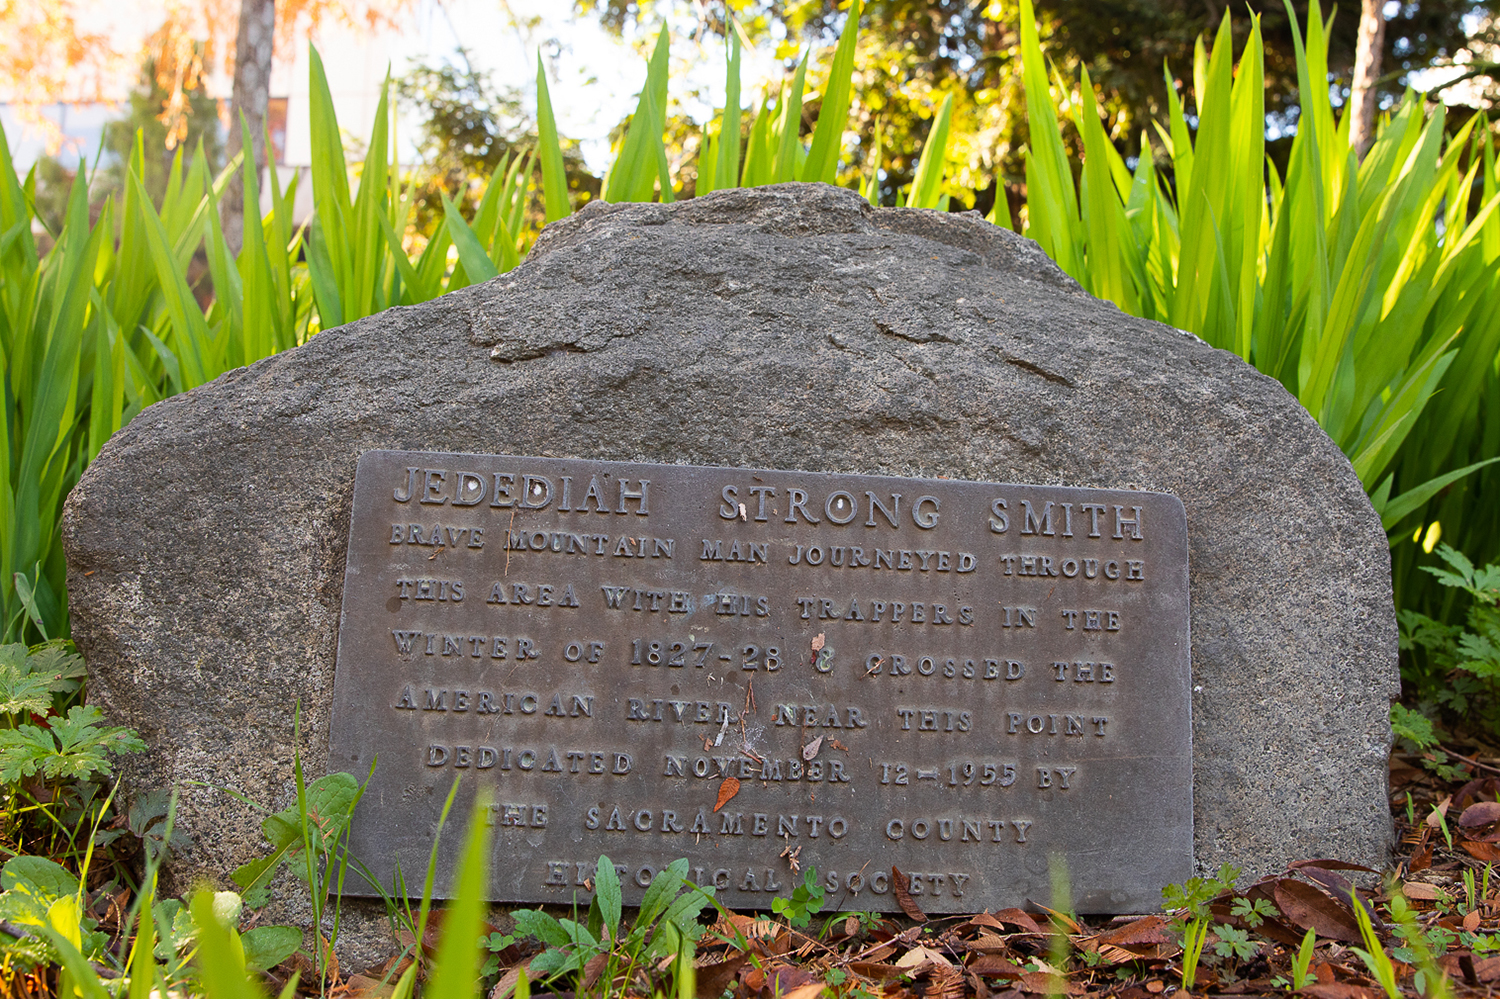 JEDEDIAH STRONG SMITH
BRAVE MOUNTAIN MAN JOURNEYED THROUGH
THIS AREA WITH HIS TRAPPERS IN THE
WINTER OF 1827-28 & CROSSED THE
AMERICAN RIVER NEAR THIS POINT
DEDICATED NOVEMBER 12-1955 BY
THE SACRAMENTO COUNTY
HISTORICAL SOCIETY